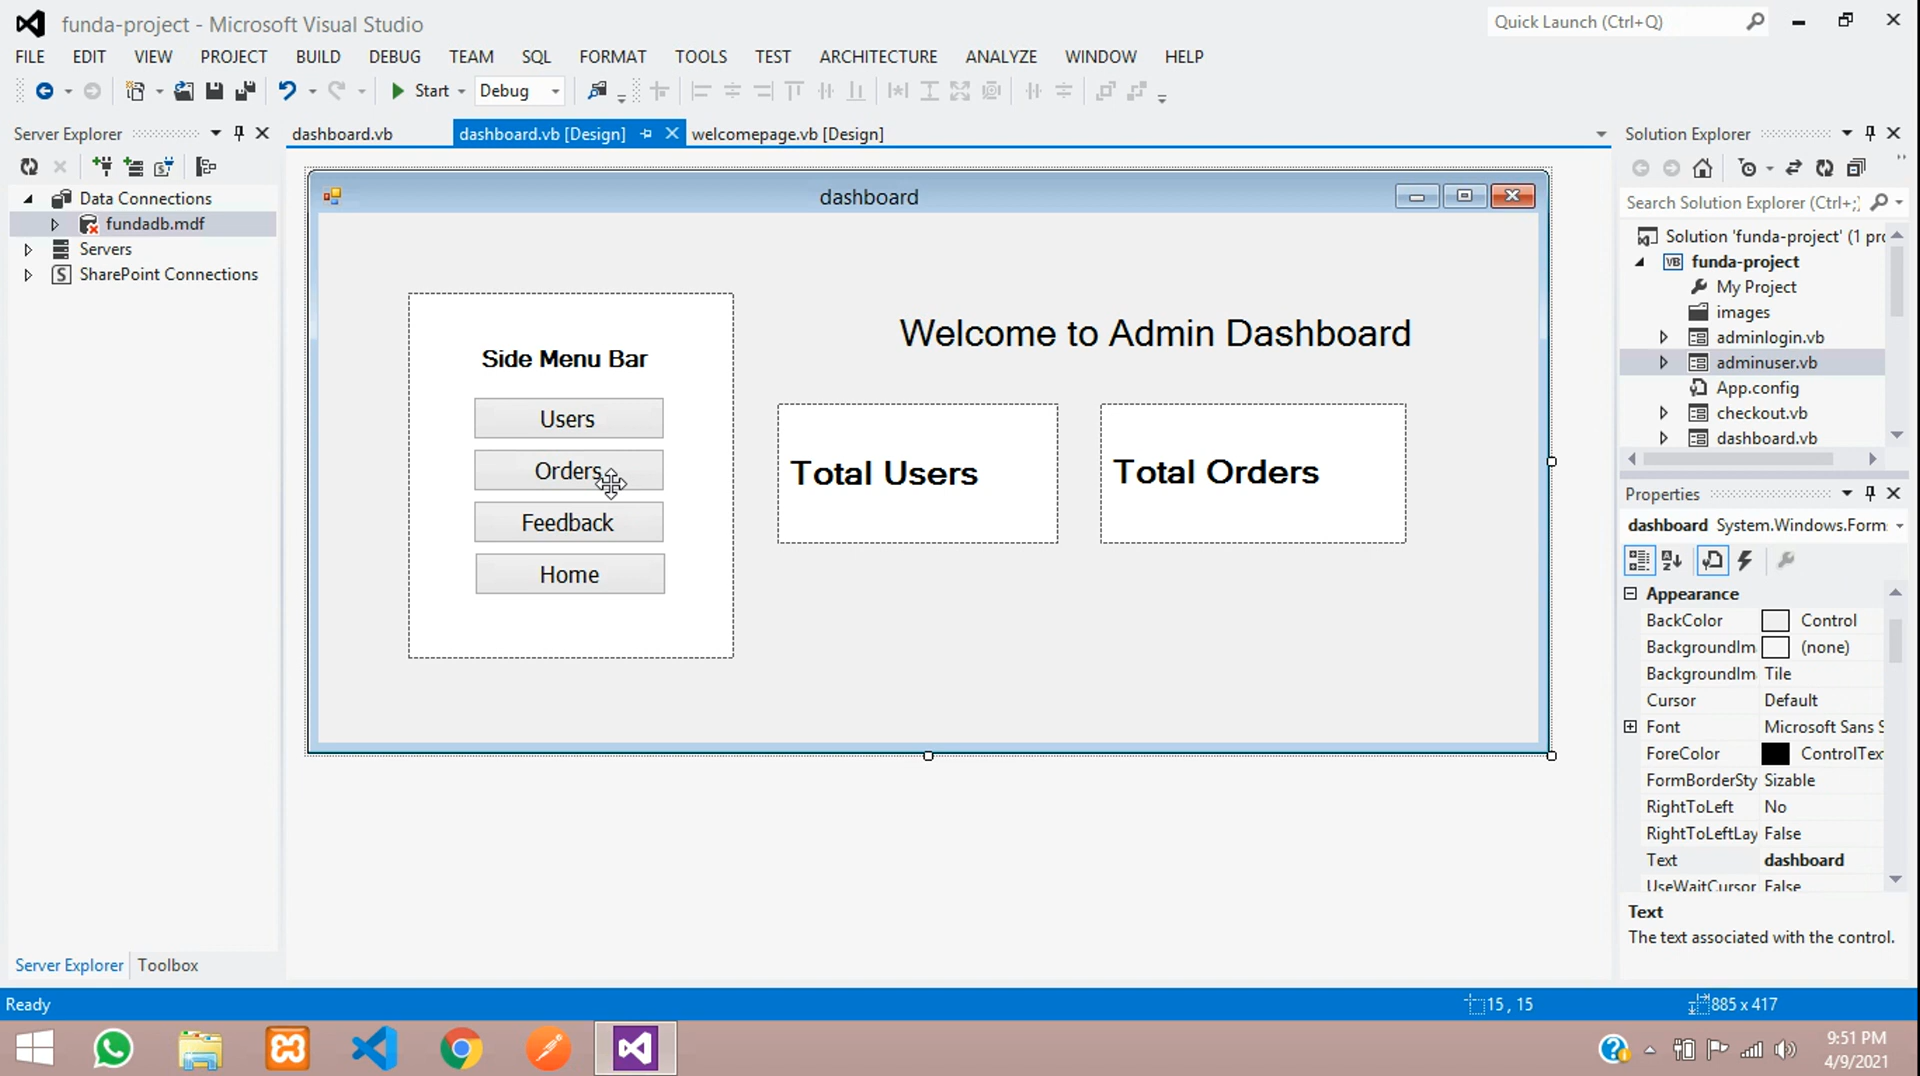 funda-project - Microsoft Visual Studio
Quick Launch (Ctrl+Q)
FILE EDIT VIEW PROJECT BUILD DEBUG TEAM SQL FORMAT TOOLS TEST ARCHITECTURE ANALYZE WINDOW HELP
Start Debug
Server Explorer
dashboard.vb
dashboard.vb [Design]
welcomepage.vb [Design]
Solution Explorer
Data Connections
fundadb.mdf
Servers
SharePoint Connections
dashboard
Side Menu Bar
Users
Orders
Feedback
Home
Welcome to Admin Dashboard
Total Users
Total Orders
Search Solution Explorer (Ctrl+;)
Solution 'funda-project' (1 pro
funda-project
My Project
images
adminlogin.vb
adminuser.vb
App.config
checkout.vb
dashboard.vb
Properties
dashboard System.Windows.Form
Appearance
BackColor Control
BackgroundIm (none)
BackgroundIm Tile
Cursor Default
Font Microsoft Sans S
ForeColor ControlTex
FormBorderSty Sizable
RightToLeft No
RightToLeftLay False
Text dashboard
UseWaitCursor False
Text
The text associated with the control.
Server Explorer Toolbox
Ready
15 , 15
885 x 417
9:51 PM
4/9/2021